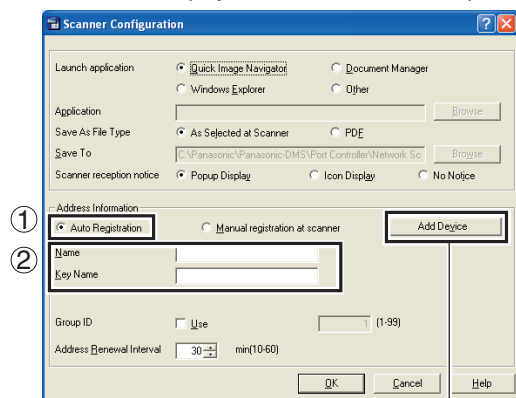 Scanner Configuration
Launch application Quick Image Navigator Document Manager
Windows Explorer Other
Application Browse
Save As File Type As Selected at Scanner PDF
Save To C:\Panasonic\Panasonic-DMS\Port Controller\Network Sc Browse
Scanner reception notice Popup Display Icon Display No Notice
Address Information
① Auto Registration Manual registration at scanner Add Device
② Name
Key Name
Group ID Use 1 (1-99)
Address Renewal Interval 30 min(10-60)
OK Cancel Help